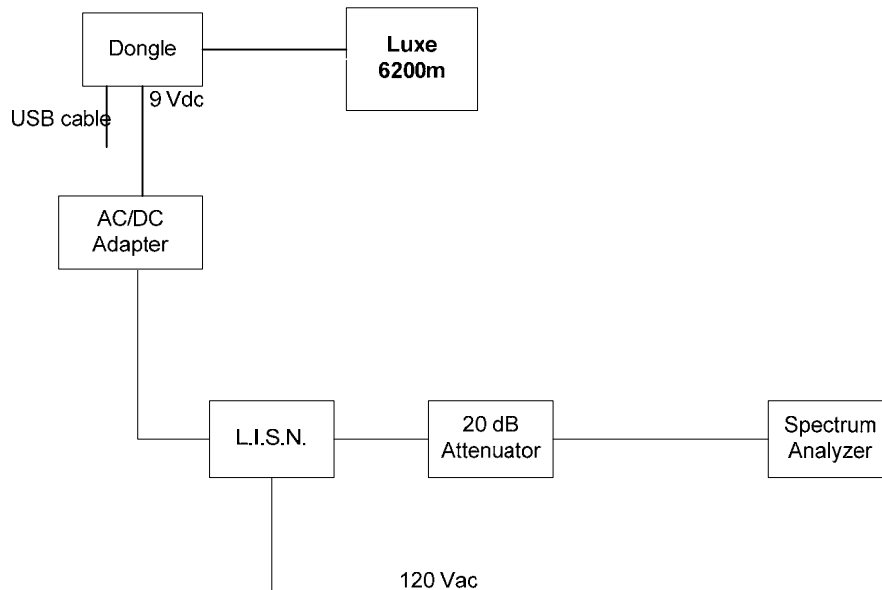 Dongle
Luxe
6200m
9 Vdc
USB cable
AC/DC
Adapter
L.I.S.N.
20 dB
Attenuator
Spectrum
Analyzer
120 Vac